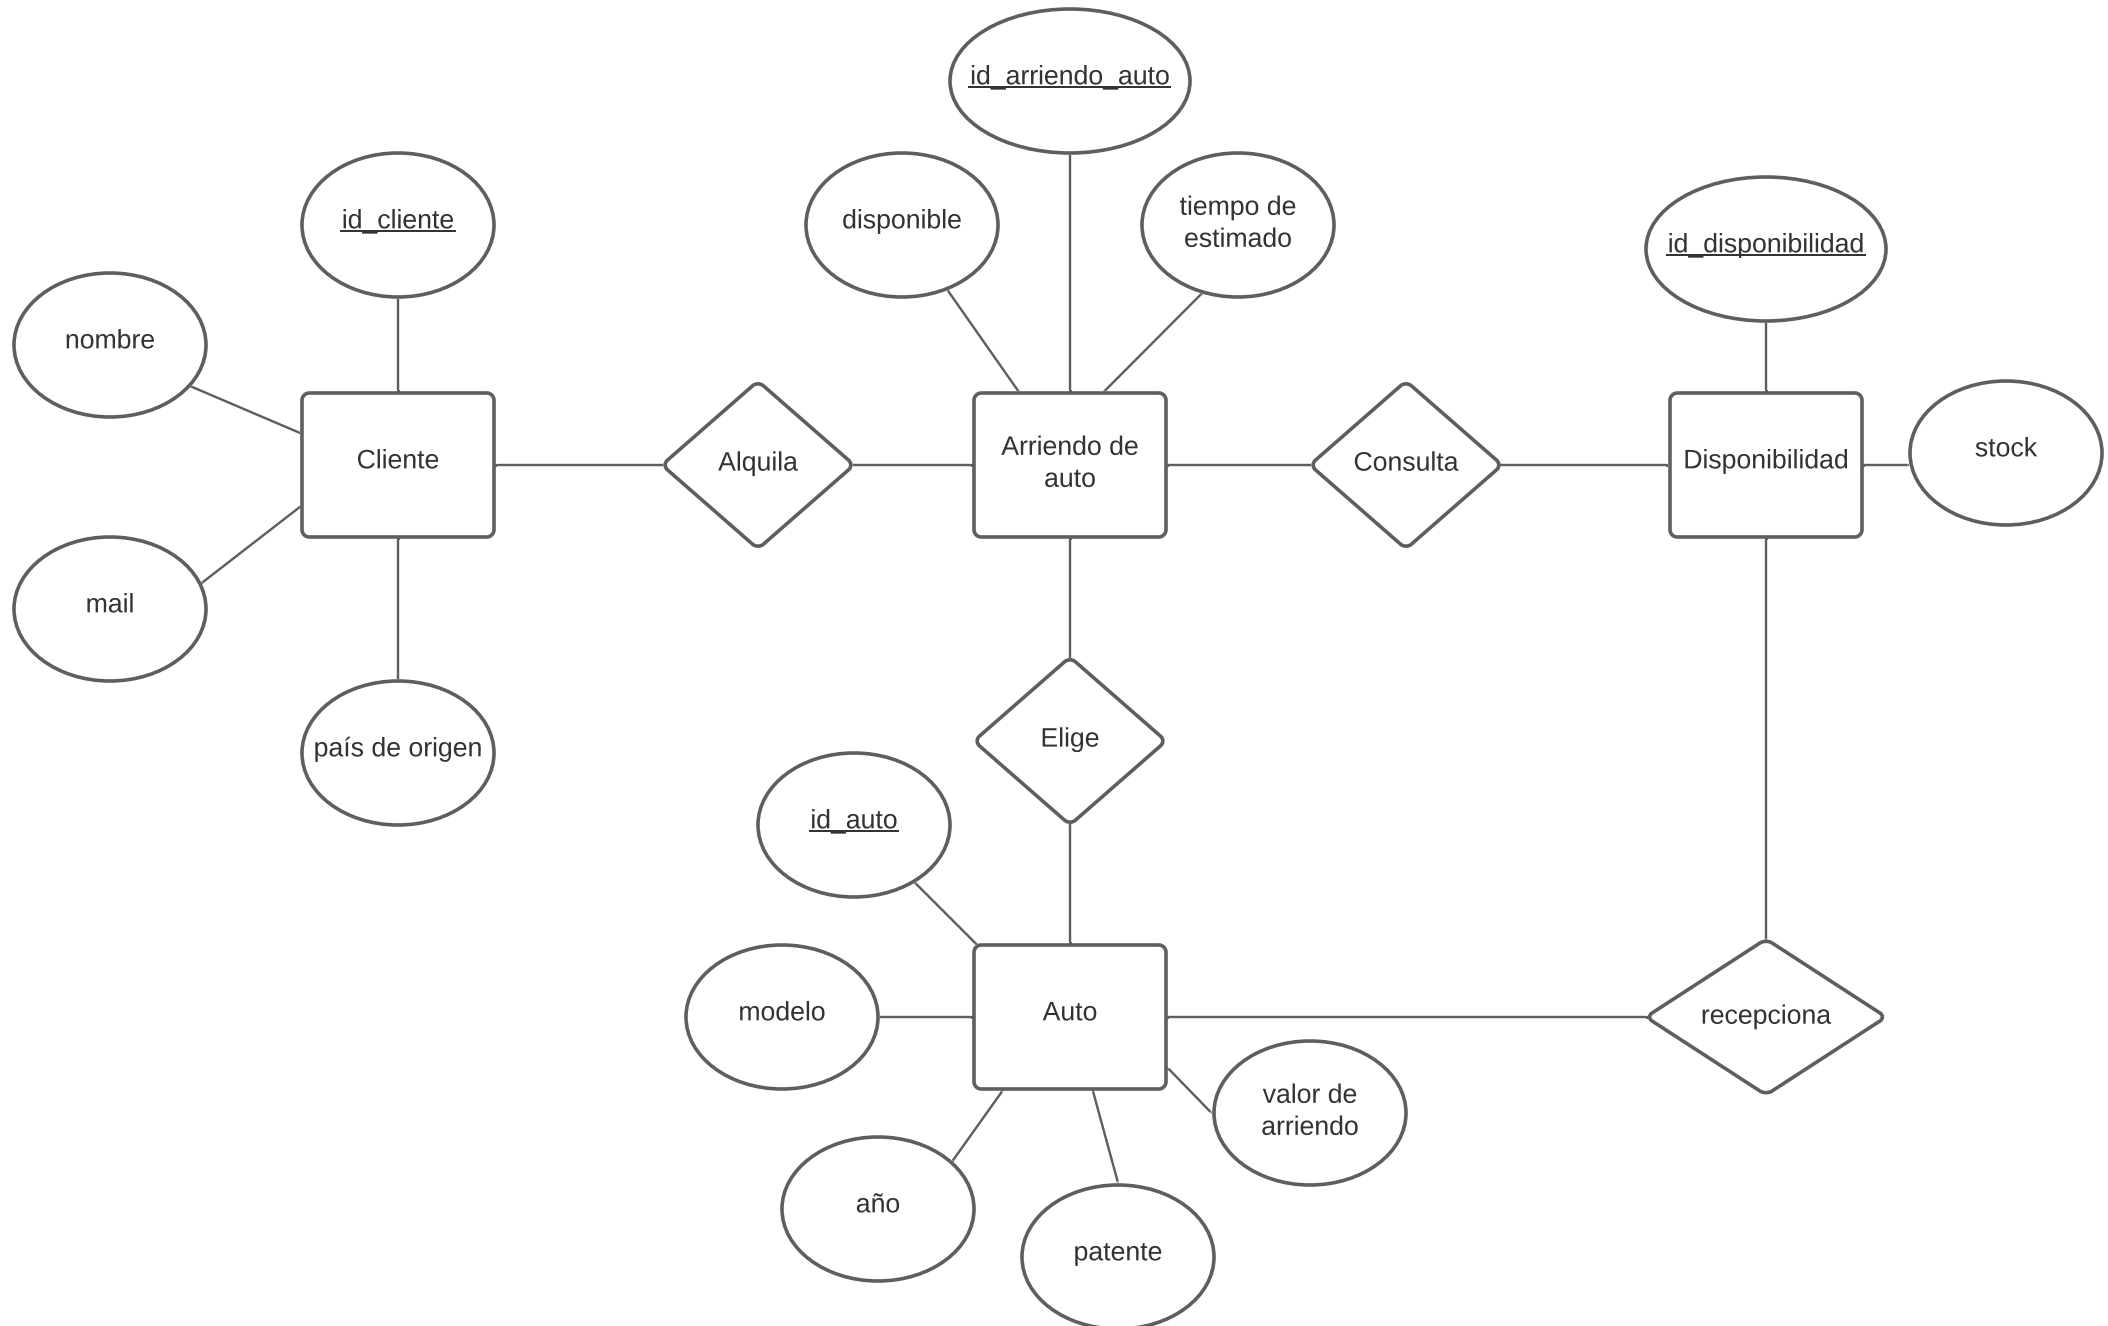 id_arriendo_auto
id_cliente
disponible
tiempo de
estimado
id_disponibilidad
nombre
Cliente
Alquila
Arriendo de
auto
Consulta
Disponibilidad
stock
mail
país de origen
Elige
id_auto
modelo
Auto
recepciona
valor de
arriendo
año
patente